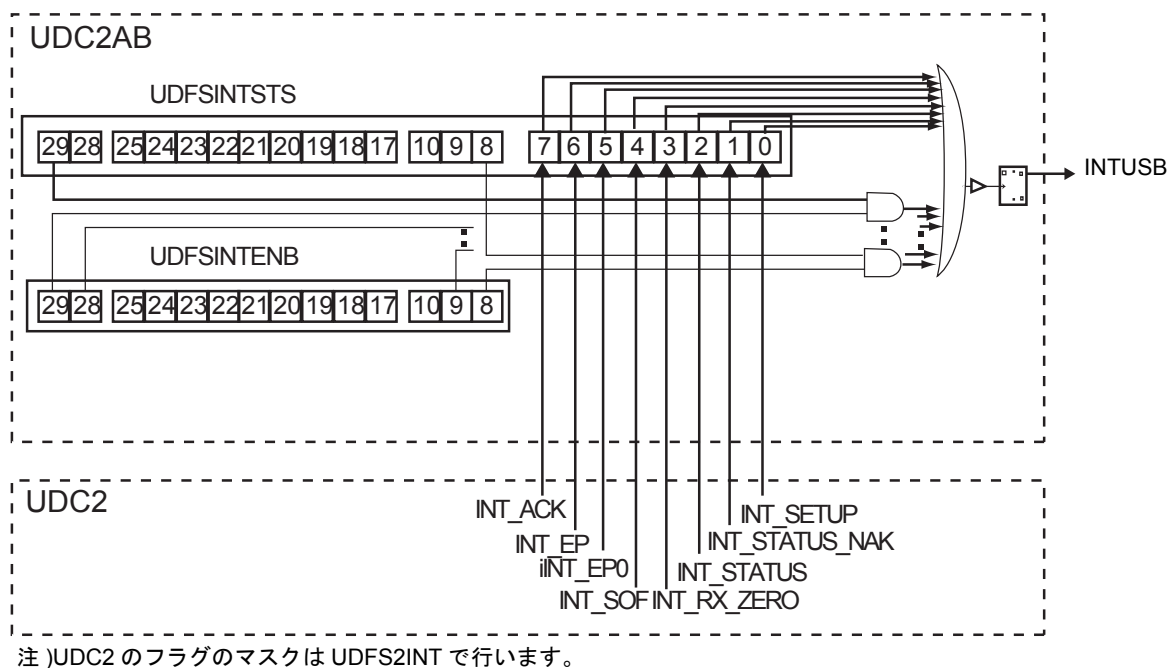 UDC2AB
UDFSINTSTS
29 28 25 24 23 22 21 20 19 18 17 10 9 8 7 6 5 4 3 2 1 0
INTUSB
UDFSINTENB
29 28 25 24 23 22 21 20 19 18 17 10 9 8
UDC2
INT_ACK
INT_SETUP
INT_EP
INT_STATUS_NAK
iINT_EP0
INT_STATUS
INT_SOF
INT_RX_ZERO
注 )UDC2 のフラグのマスクは UDFS2INT で行います。